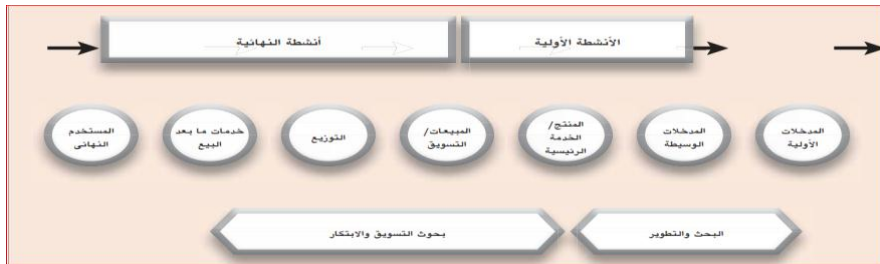 الأنشطة الأولية
أنشطة النهائية
المدخلات
الأولية
المدخلات
الوسيطة
المنتج/
الخدمة
الرئيسية
المبيعات/
التسويق
التوزيع
خدمات ما بعد
البيع
المستخدم
النهائى
البحث والتطوير
بحوث التسويق والابتكار